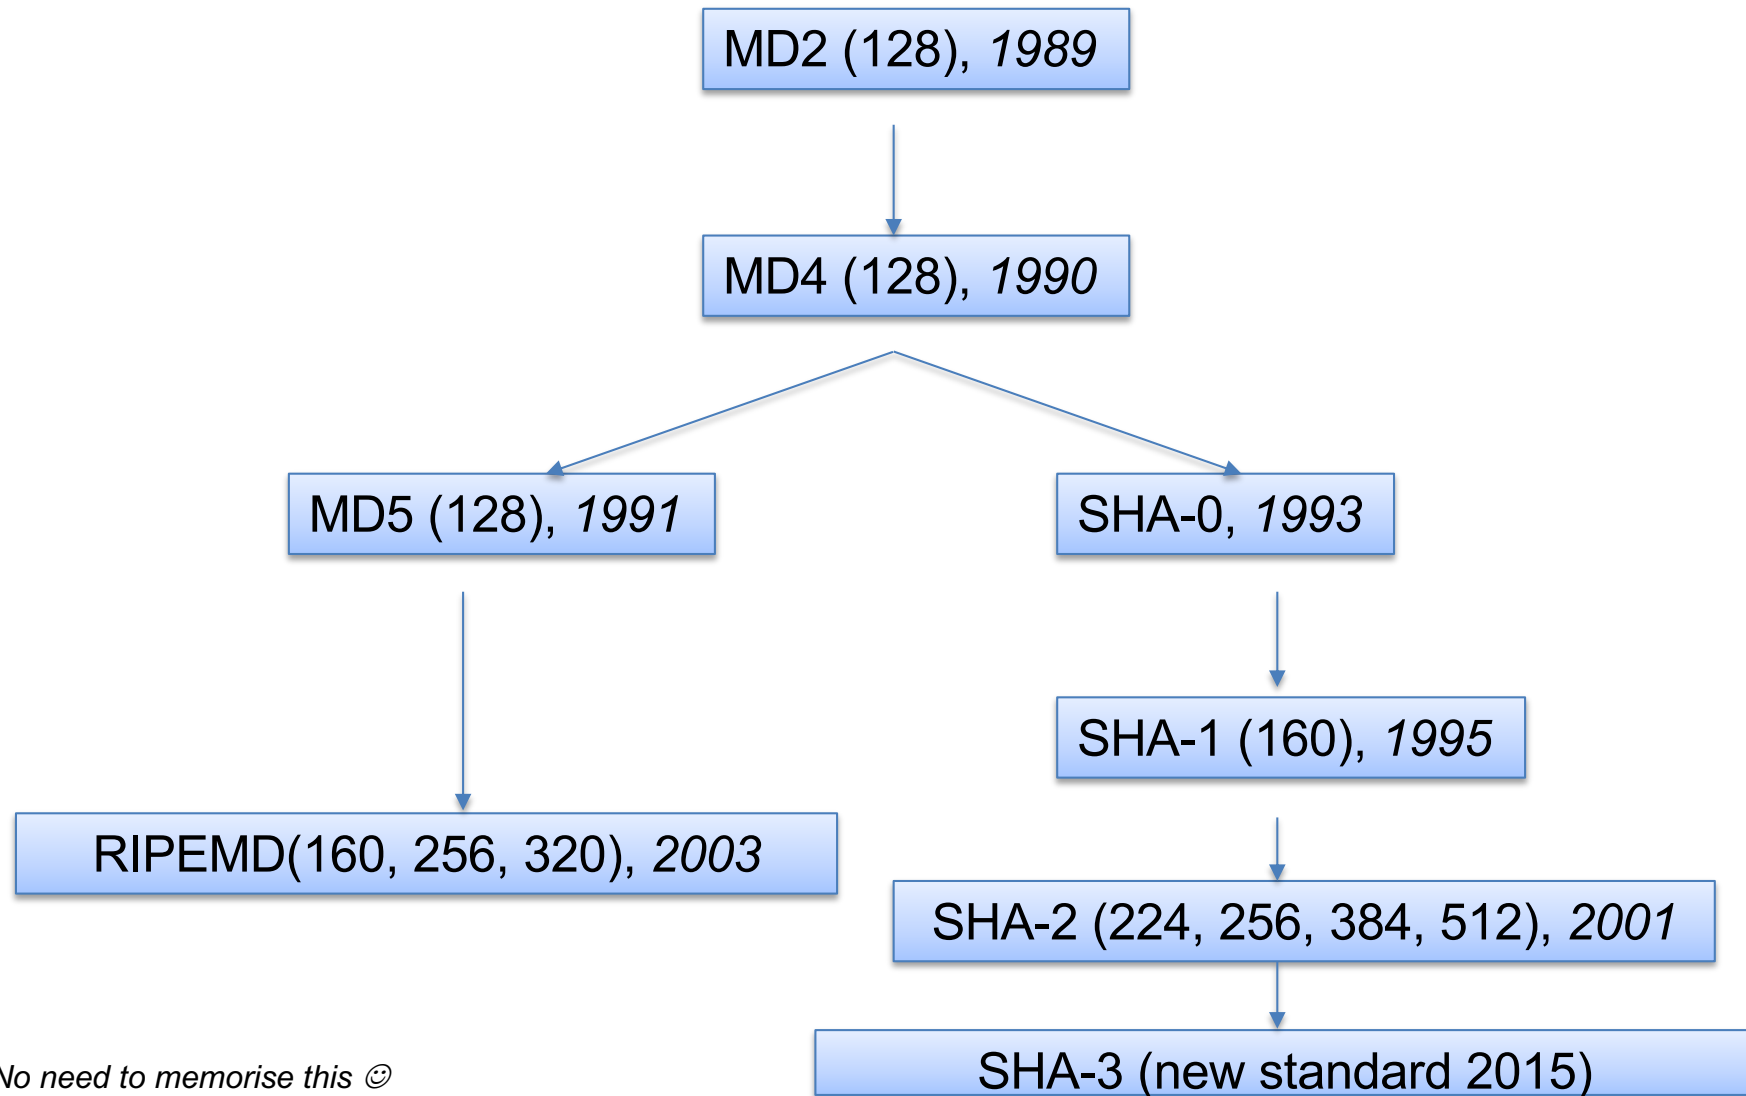 MD2 (128), 1989
MD4 (128), 1990
MD5 (128), 1991
SHA-0, 1993
SHA-1 (160), 1995
RIPEMD(160, 256, 320), 2003
SHA-2 (224, 256, 384, 512), 2001
SHA-3 (new standard 2015)
No need to memorise this ☺